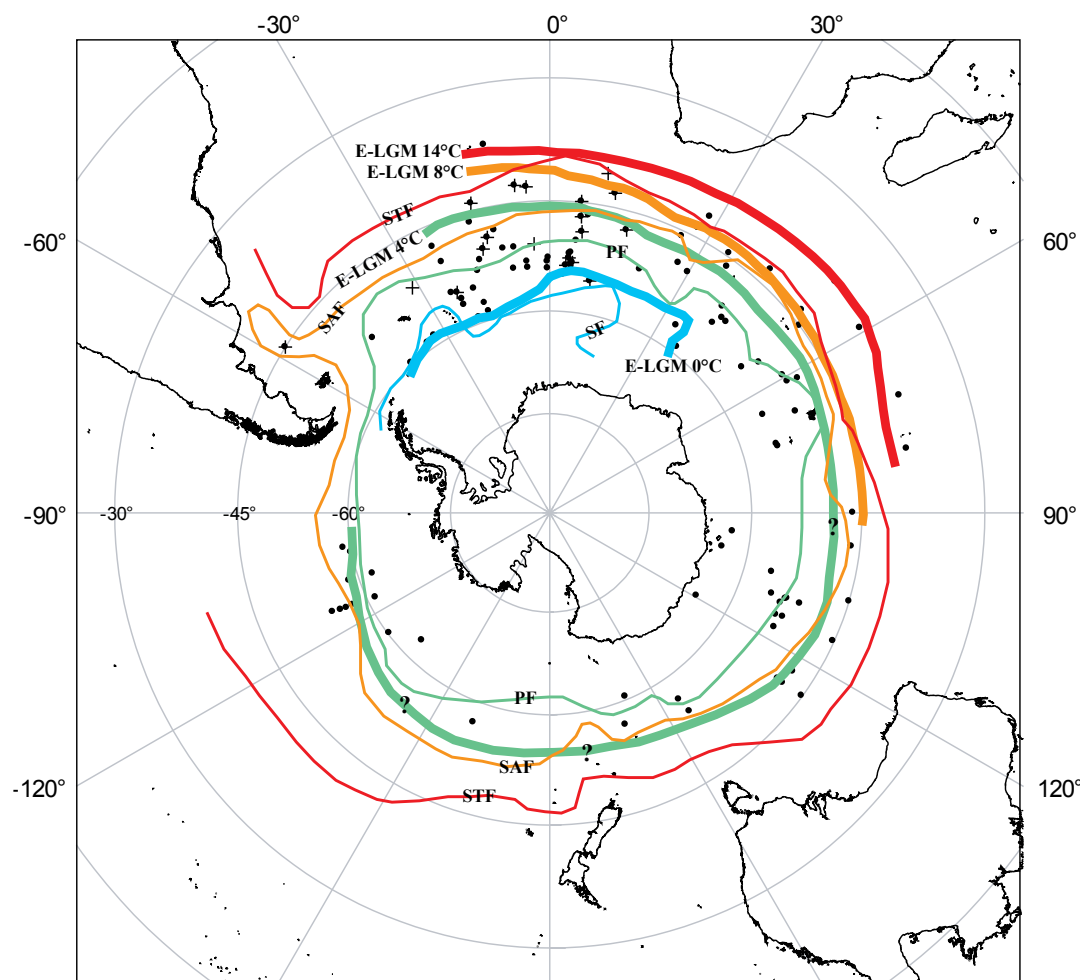 -30° 0° 30°
E-LGM 14°C
E-LGM 8°C
STF
-60° E-LGM 4°C PF 60°
SAF
SF
E-LGM 0°C
-90° -30° -45° -60° 90°
?
PF
?
?
SAF
-120° STF 120°